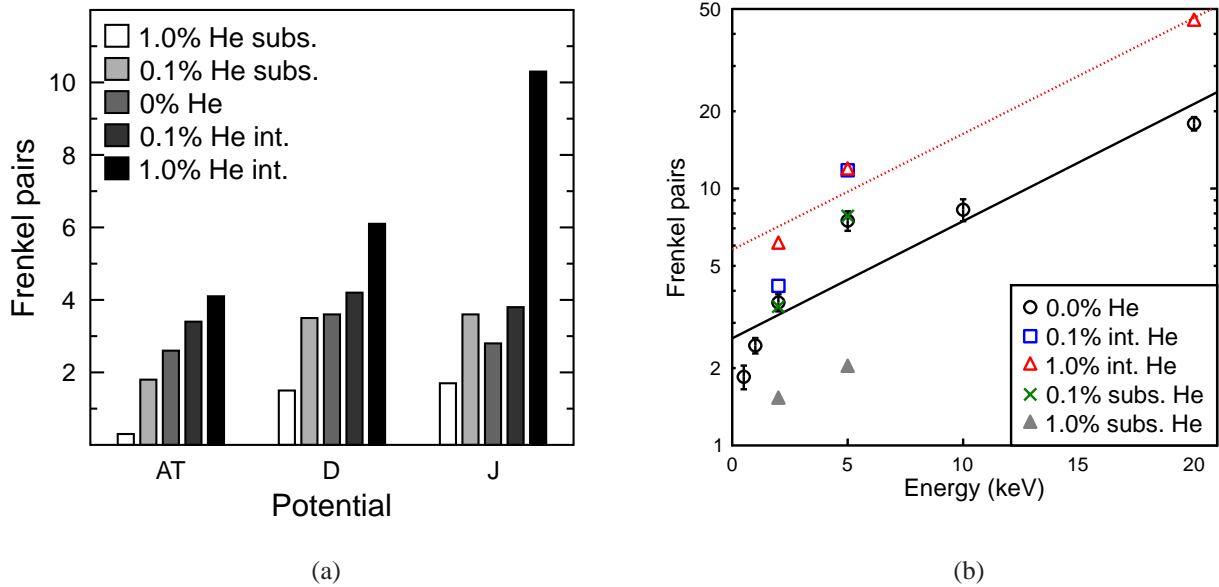 1.0% He subs.
0.1% He subs.
0% He
0.1% He int.
1.0% He int.
Frenkel pairs
10
8
6
4
2
AT D J
Potential
(a)
50
20
10
5
2
1
Frenkel pairs
0.0% He
0.1% int. He
1.0% int. He
0.1% subs. He
1.0% subs. He
0 5 10 15 20
Energy (keV)
(b)